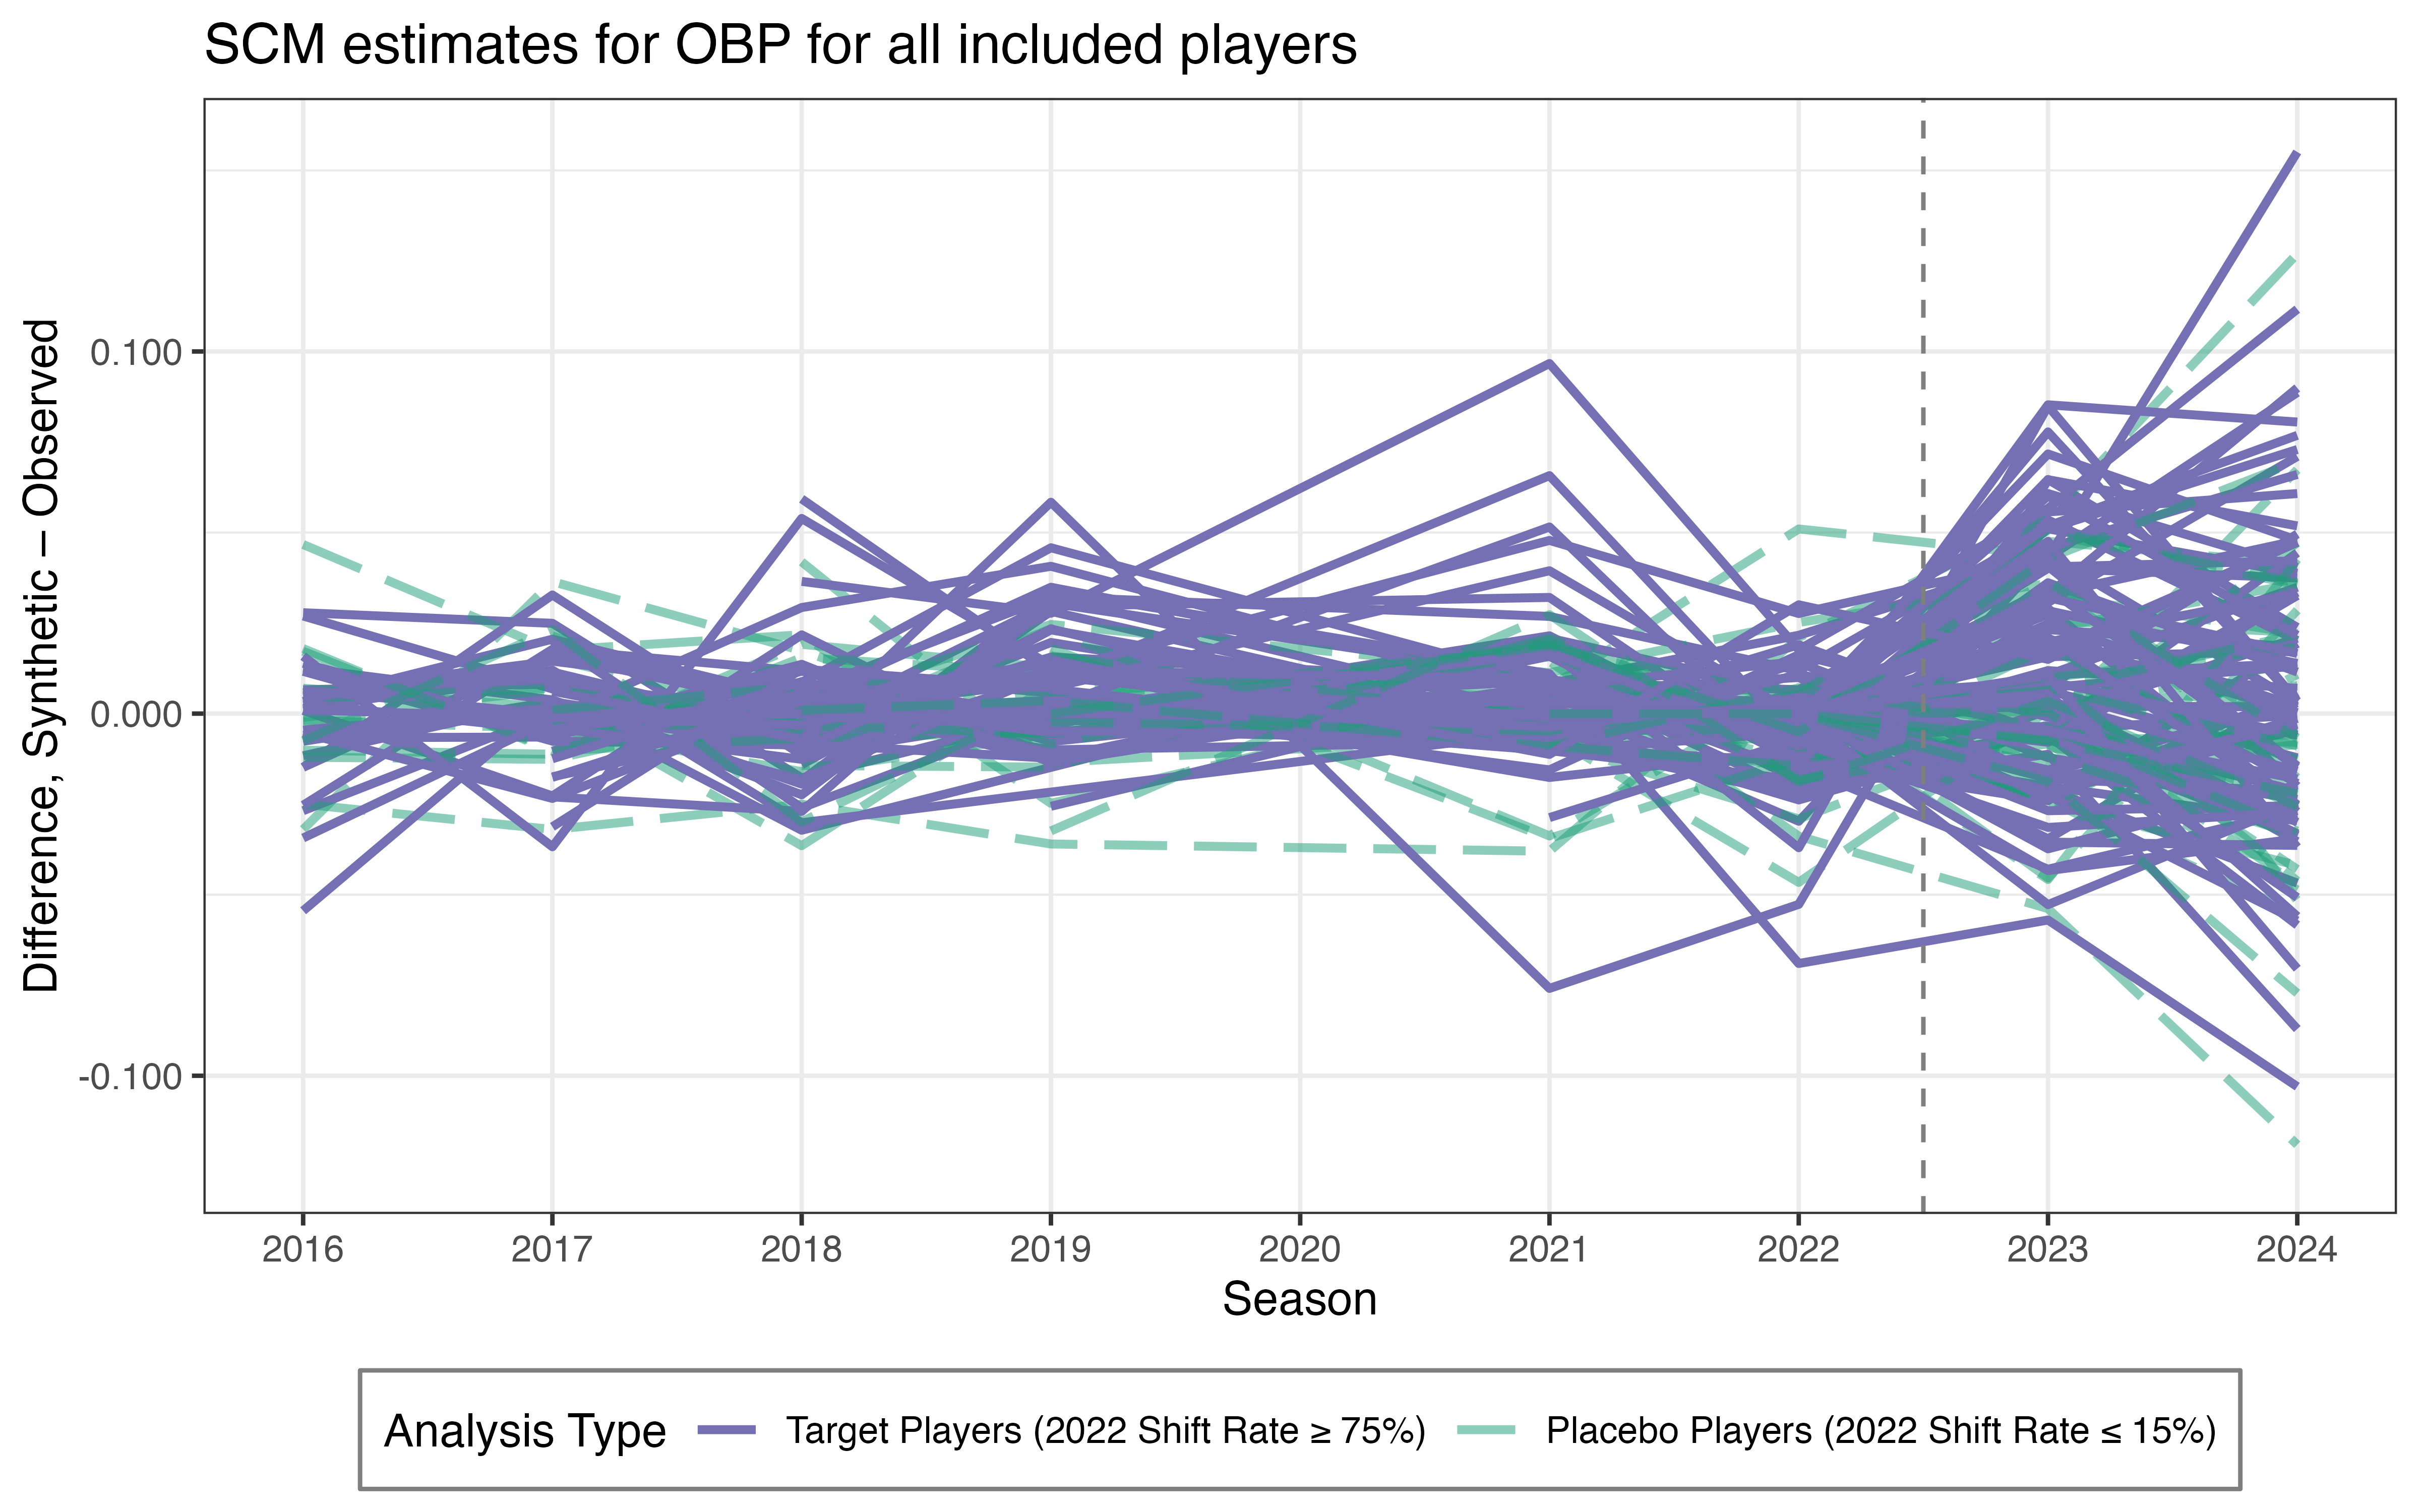 SCM estimates for OBP for all included players
Difference, Synthetic − Observed
0.100
0.000
-0.100
2016 2017 2018 2019 2020 2021 2022 2023 2024
Season
Analysis Type Target Players (2022 Shift Rate ≥ 75%) Placebo Players (2022 Shift Rate ≤ 15%)